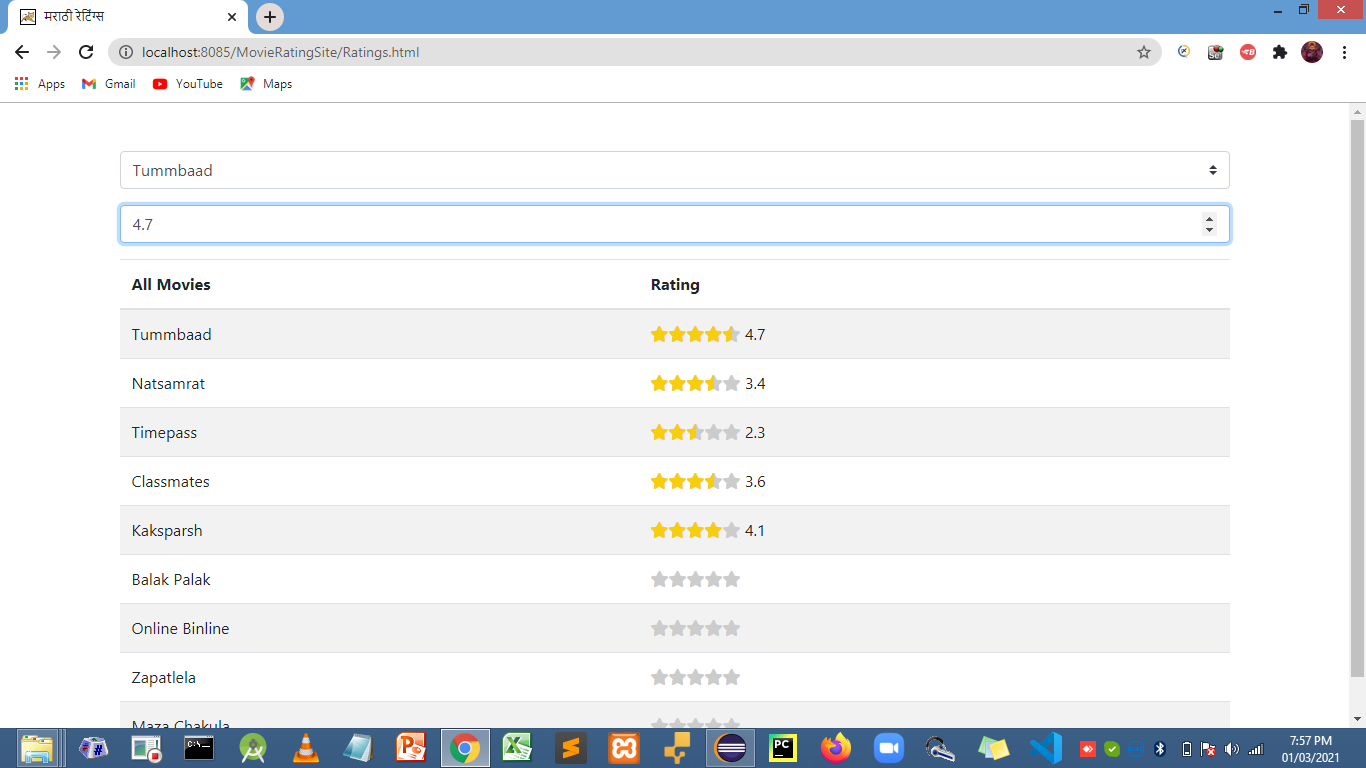 मराठी रेटिंग्स
localhost:8085/MovieRatingSite/Ratings.html
Apps Gmail YouTube Maps
Tummbaad
4.7
All Movies Rating
Tummbaad 4.7
Natsamrat 3.4
Timepass 2.3
Classmates 3.6
Kaksparsh 4.1
Balak Palak
Online Binline
Zapatlela
Maza Chakula
7:57 PM
01/03/2021